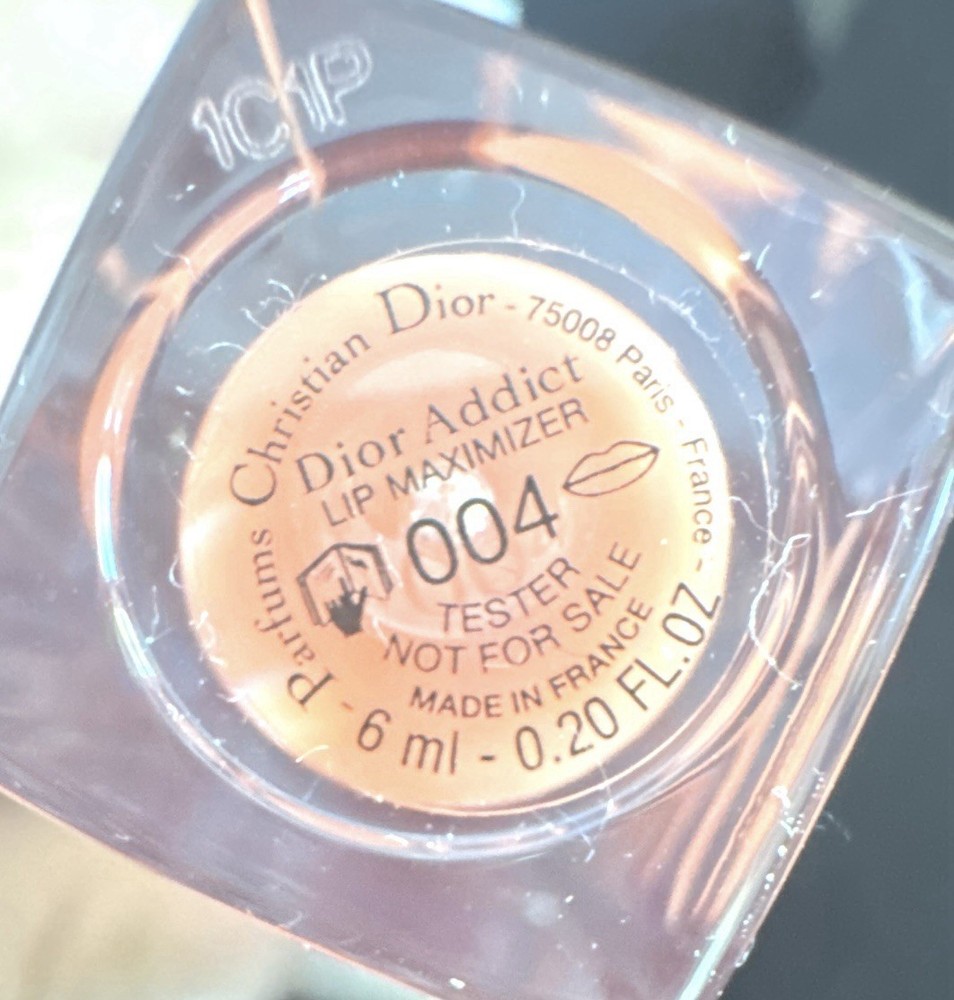 1C1P
Parfums Christian Dior - 75008 Paris - France -
Dior Addict
LIP MAXIMIZER
004
TESTER
NOT FOR SALE
MADE IN FRANCE
- 6 ml - 0.20 FL.OZ